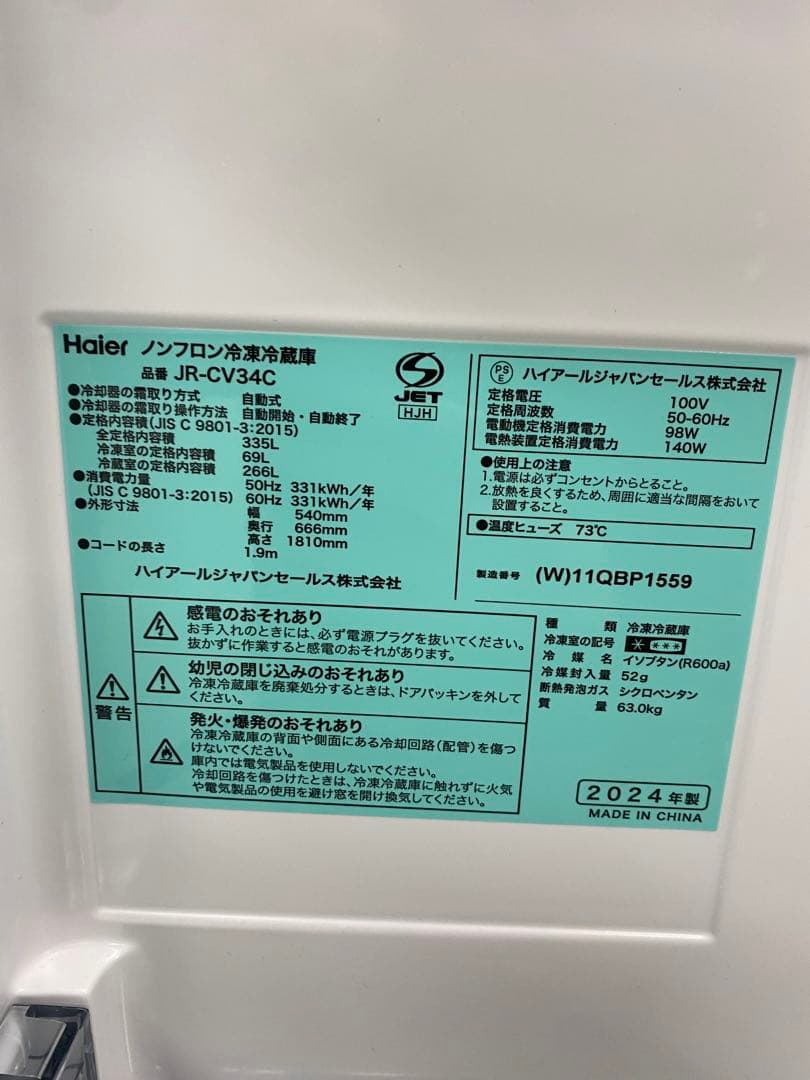 Haier ノンフロン冷凍冷蔵庫
品番 JR-CV34C
●冷却器の霜取り方式 自動式
●冷却器の霜取り操作方法 自動開始・自動終了
●定格内容積(JIS C 9801-3:2015)
全定格内容積 335L
冷凍室の定格内容積 69L
冷蔵室の定格内容積 266L
●消費電力量 50Hz 331kWh/年
(JIS C 9801-3:2015) 60Hz 331kWh/年
●外形寸法 幅 540mm
奥行 666mm
高さ 1810mm
●コードの長さ 1.9m
ハイアールジャパンセールス株式会社
JET
HJH
PSE ハイアールジャパンセールス株式会社
定格電圧 100V
定格周波数 50-60Hz
電動機定格消費電力 98W
電熱装置定格消費電力 140W
●使用上の注意
1.電源は必ずコンセントからとること。
2.放熱を良くするため、周囲に適当な間隔をおいて
設置すること。
●温度ヒューズ 73℃
製造番号 (W)11QBP1559
警告
感電のおそれあり
お手入れのときには、必ず電源プラグを抜いてください。
抜かずに作業すると感電のおそれがあります。
幼児の閉じ込みのおそれあり
冷凍冷蔵庫を廃棄処分するときは、ドアパッキンを外して
ください。
発火・爆発のおそれあり
冷凍冷蔵庫の背面や側面にある冷却回路(配管)を傷つ
けないでください。
庫内では電気製品を使用しないでください。
冷却回路を傷つけたときは、冷凍冷蔵庫に触れずに火気
や電気製品の使用を避け窓を開け換気してください。
種類 冷凍冷蔵庫
冷凍室の記号 * ***
冷媒名 イソブタン(R600a)
冷媒封入量 52g
断熱発泡ガス シクロペンタン
質量 63.0kg
2024年製
MADE IN CHINA